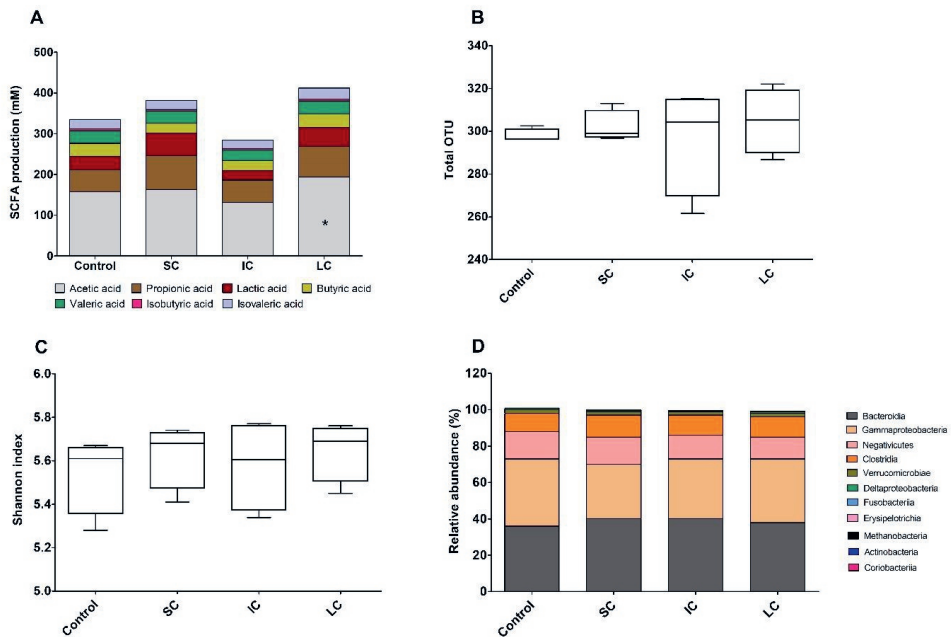 A
SCFA production (mM)
500
400
300
200
100
0
*
Control SC IC LC
Acetic acid Propionic acid Lactic acid Butyric acid
Valeric acid Isobutyric acid Isovaleric acid
B
Total OTU
340
320
300
280
260
240
Control SC IC LC
C
Shannon index
6.0
5.8
5.6
5.4
5.2
5.0
Control SC IC LC
D
Relative abundance (%)
120
100
80
60
40
20
0
Control SC IC LC
Bacteroidia
Gammaproteobacteria
Negativicutes
Clostridia
Verrucomicrobiae
Deltaproteobacteria
Fusobacteriia
Erysipelotrichia
Methanobacteria
Actinobacteria
Coriobacteriia